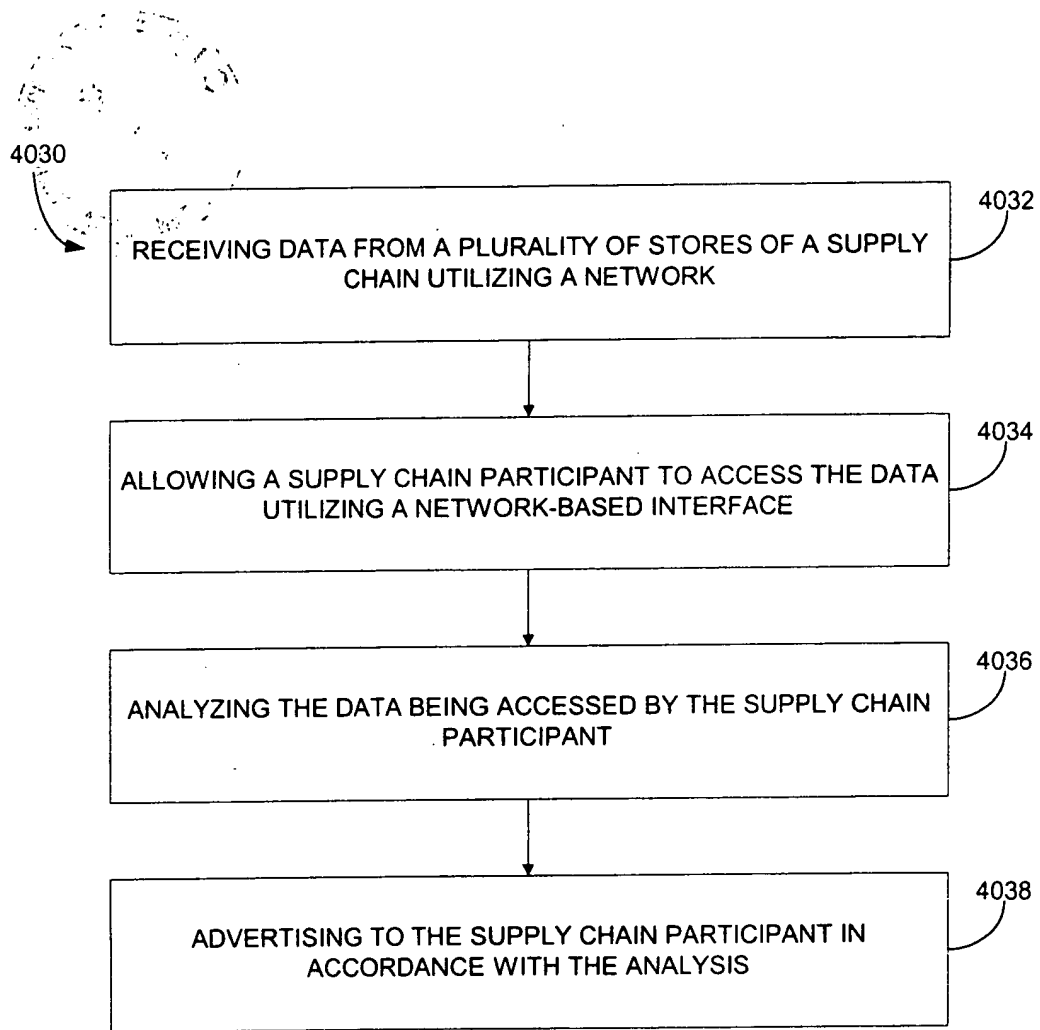 4030
4032
RECEIVING DATA FROM A PLURALITY OF STORES OF A SUPPLY
CHAIN UTILIZING A NETWORK
4034
ALLOWING A SUPPLY CHAIN PARTICIPANT TO ACCESS THE DATA
UTILIZING A NETWORK-BASED INTERFACE
4036
ANALYZING THE DATA BEING ACCESSED BY THE SUPPLY CHAIN
PARTICIPANT
4038
ADVERTISING TO THE SUPPLY CHAIN PARTICIPANT IN
ACCORDANCE WITH THE ANALYSIS